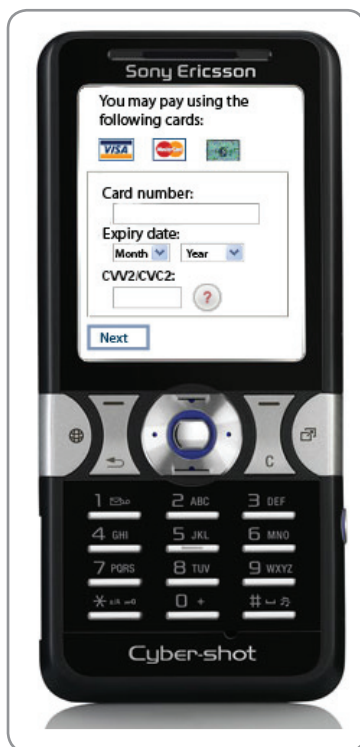 Sony Ericsson
You may pay using the
following cards:
VISA MasterCard
Card number:
Expiry date:
Month Year
CVV2/CVC2:
?
Next
C
1 2 ABC 3 DEF
4 GHI 5 JKL 6 MNO
7 PQRS 8 TUV 9 WXYZ
* a/A 0 + #
Cyber-shot